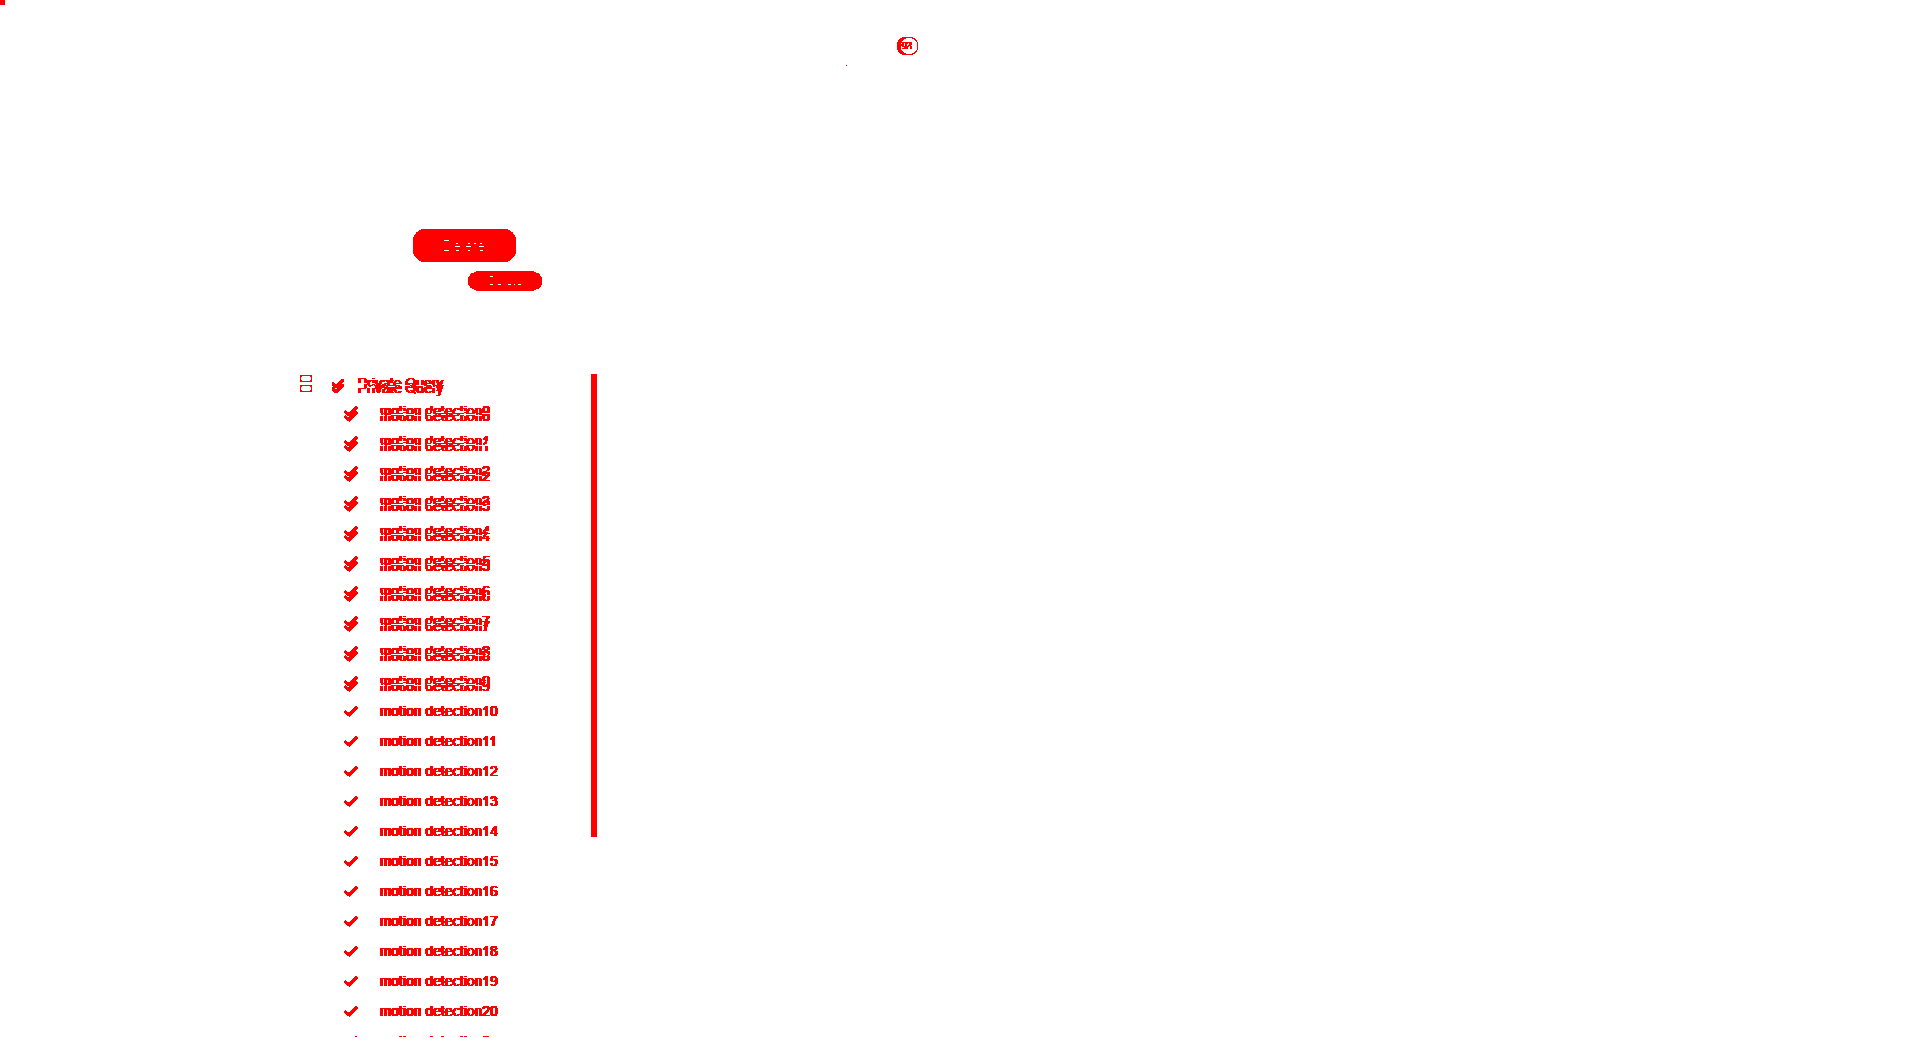 Delete
Delete
Private Query
motion detection0
motion detection1
motion detection2
motion detection3
motion detection4
motion detection5
motion detection6
motion detection7
motion detection8
motion detection9
motion detection10
motion detection11
motion detection12
motion detection13
motion detection14
motion detection15
motion detection16
motion detection17
motion detection18
motion detection19
motion detection20